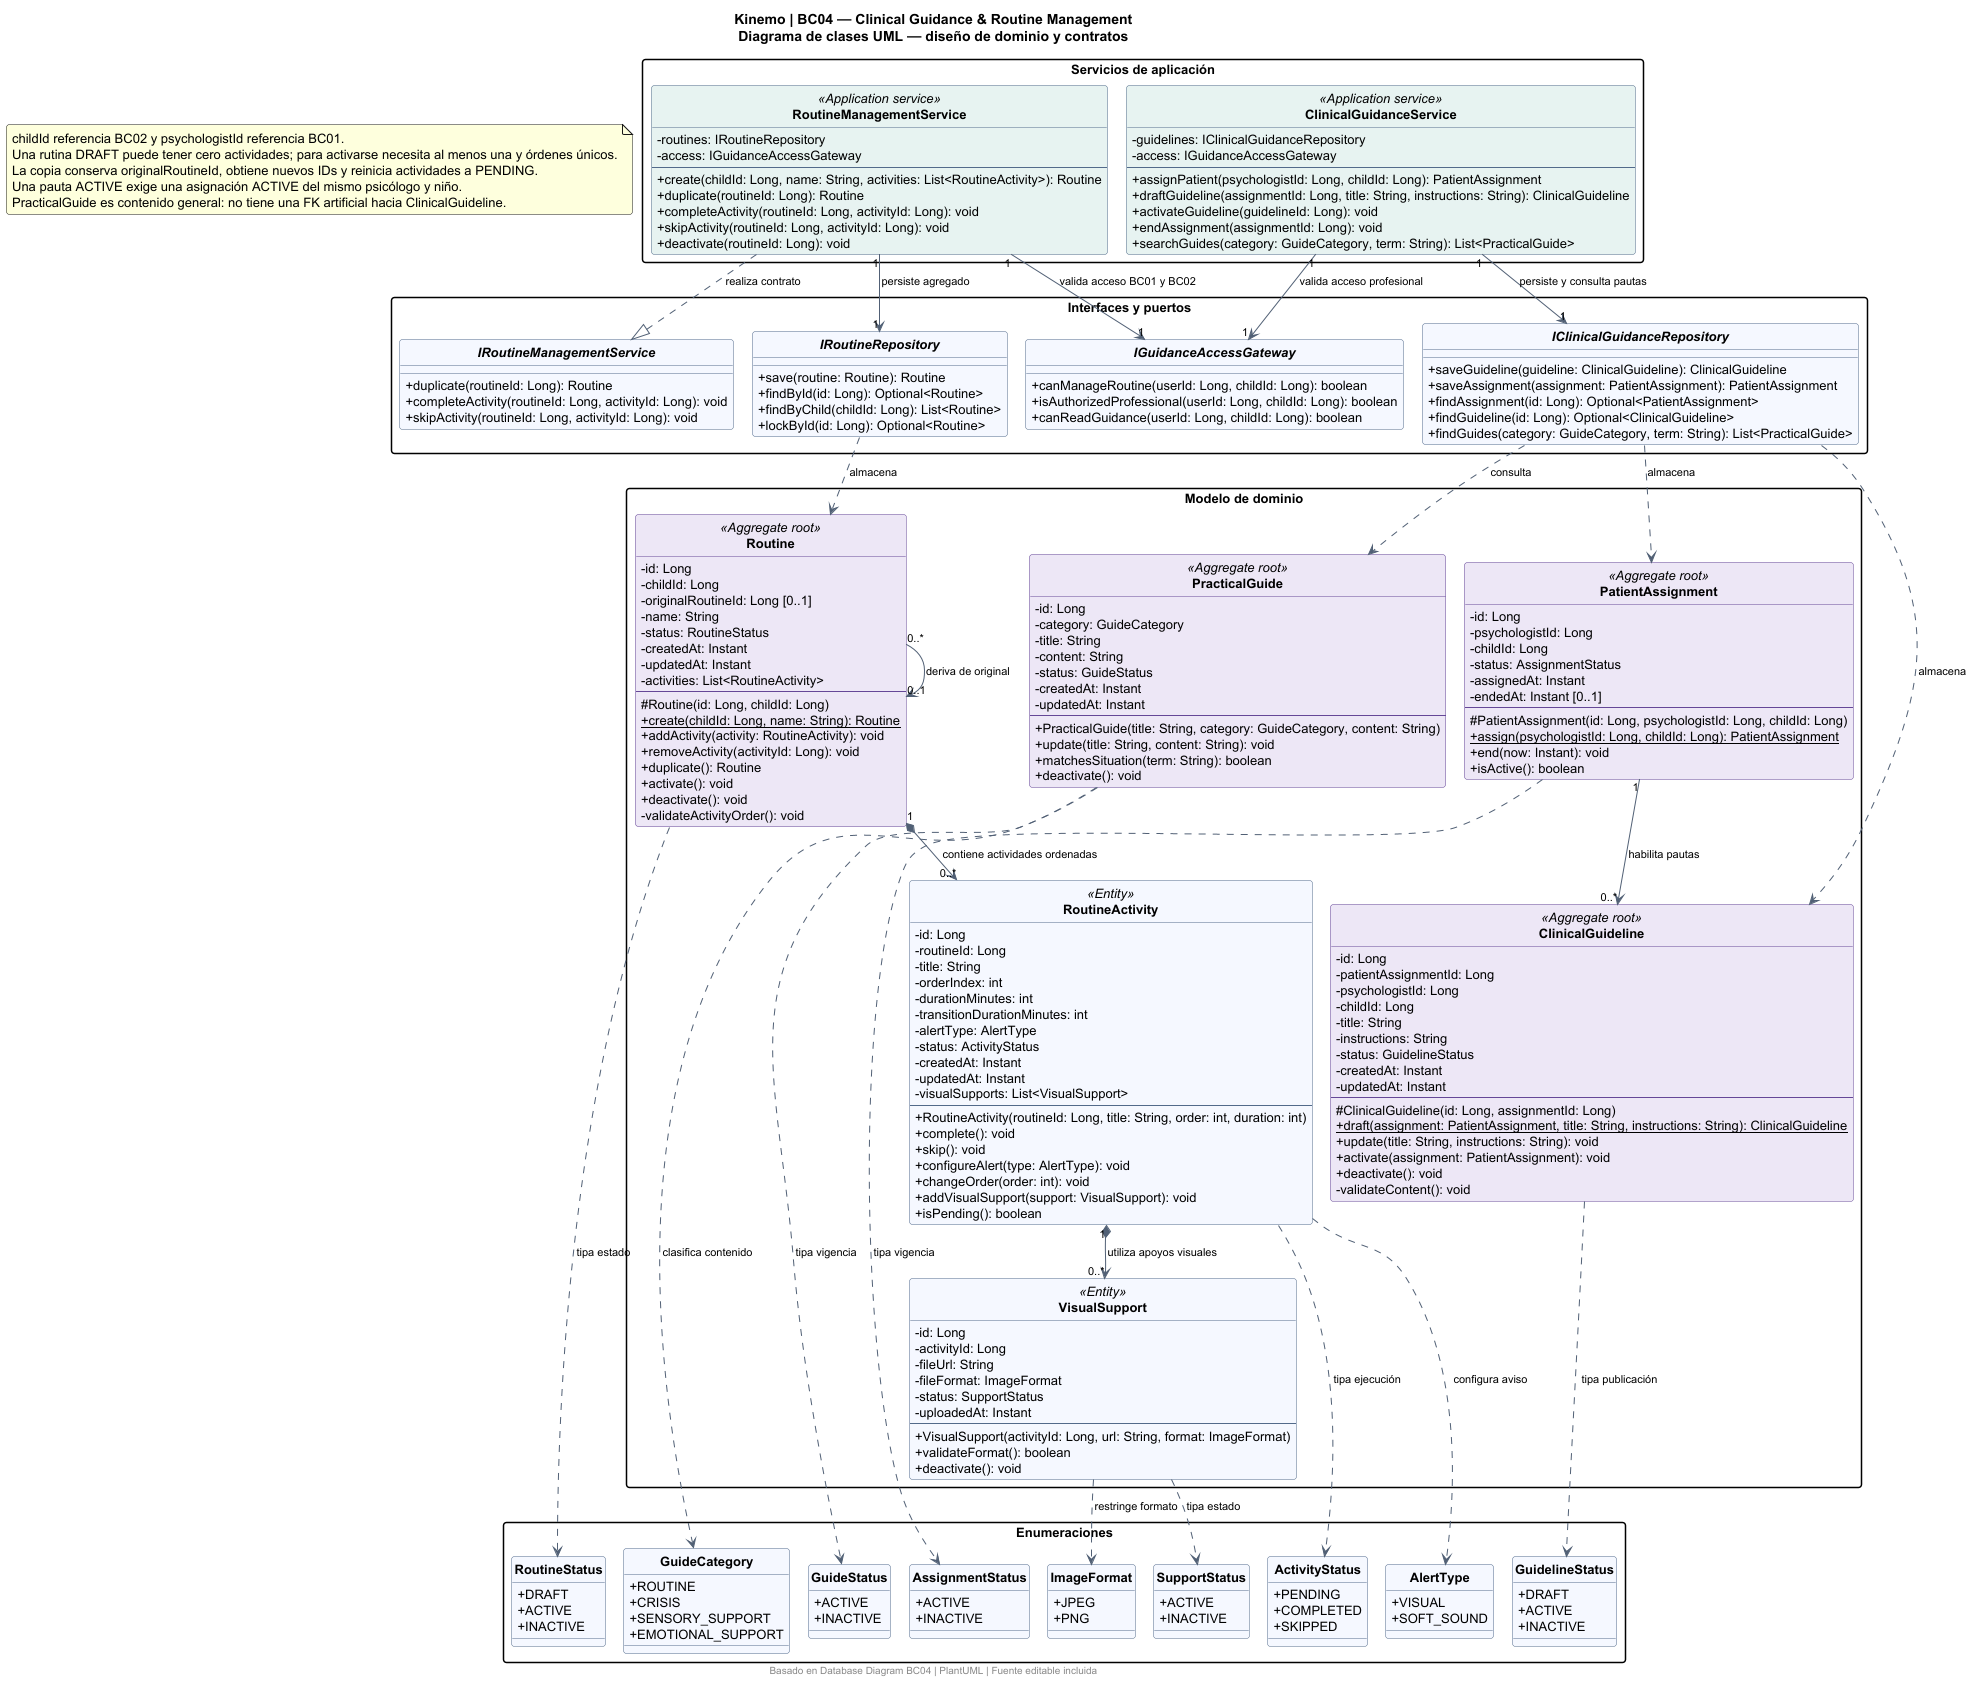 Kinemo | BC04 — Clinical Guidance & Routine Management
Diagrama de clases UML — diseño de dominio y contratos
childId referencia BC02 y psychologistId referencia BC01.
Una rutina DRAFT puede tener cero actividades; para activarse necesita al menos una y órdenes únicos.
La copia conserva originalRoutineId, obtiene nuevos IDs y reinicia actividades a PENDING.
Una pauta ACTIVE exige una asignación ACTIVE del mismo psicólogo y niño.
PracticalGuide es contenido general: no tiene una FK artificial hacia ClinicalGuideline.
Servicios de aplicación
«Application service»
RoutineManagementService
-routines: IRoutineRepository
-access: IGuidanceAccessGateway
+create(childId: Long, name: String, activities: List<RoutineActivity>): Routine
+duplicate(routineId: Long): Routine
+completeActivity(routineId: Long, activityId: Long): void
+skipActivity(routineId: Long, activityId: Long): void
+deactivate(routineId: Long): void
«Application service»
ClinicalGuidanceService
-guidelines: IClinicalGuidanceRepository
-access: IGuidanceAccessGateway
+assignPatient(psychologistId: Long, childId: Long): PatientAssignment
+draftGuideline(assignmentId: Long, title: String, instructions: String): ClinicalGuideline
+activateGuideline(guidelineId: Long): void
+endAssignment(assignmentId: Long): void
+searchGuides(category: GuideCategory, term: String): List<PracticalGuide>
1
1
1
1
realiza contrato
persiste agregado
valida acceso BC01 y BC02
valida acceso profesional
persiste y consulta pautas
Interfaces y puertos
1
1
1
1
IRoutineManagementService
+duplicate(routineId: Long): Routine
+completeActivity(routineId: Long, activityId: Long): void
+skipActivity(routineId: Long, activityId: Long): void
IRoutineRepository
+save(routine: Routine): Routine
+findById(id: Long): Optional<Routine>
+findByChild(childId: Long): List<Routine>
+lockById(id: Long): Optional<Routine>
IGuidanceAccessGateway
+canManageRoutine(userId: Long, childId: Long): boolean
+isAuthorizedProfessional(userId: Long, childId: Long): boolean
+canReadGuidance(userId: Long, childId: Long): boolean
IClinicalGuidanceRepository
+saveGuideline(guideline: ClinicalGuideline): ClinicalGuideline
+saveAssignment(assignment: PatientAssignment): PatientAssignment
+findAssignment(id: Long): Optional<PatientAssignment>
+findGuideline(id: Long): Optional<ClinicalGuideline>
+findGuides(category: GuideCategory, term: String): List<PracticalGuide>
almacena
consulta
almacena
almacena
Modelo de dominio
«Aggregate root»
Routine
-id: Long
-childId: Long
-originalRoutineId: Long [0..1]
-name: String
-status: RoutineStatus
-createdAt: Instant
-updatedAt: Instant
-activities: List<RoutineActivity>
#Routine(id: Long, childId: Long)
+create(childId: Long, name: String): Routine
+addActivity(activity: RoutineActivity): void
+removeActivity(activityId: Long): void
+duplicate(): Routine
+activate(): void
+deactivate(): void
-validateActivityOrder(): void
0..*
deriva de original
0..1
«Aggregate root»
PracticalGuide
-id: Long
-category: GuideCategory
-title: String
-content: String
-status: GuideStatus
-createdAt: Instant
-updatedAt: Instant
+PracticalGuide(title: String, category: GuideCategory, content: String)
+update(title: String, content: String): void
+matchesSituation(term: String): boolean
+deactivate(): void
«Aggregate root»
PatientAssignment
-id: Long
-psychologistId: Long
-childId: Long
-status: AssignmentStatus
-assignedAt: Instant
-endedAt: Instant [0..1]
#PatientAssignment(id: Long, psychologistId: Long, childId: Long)
+assign(psychologistId: Long, childId: Long): PatientAssignment
+end(now: Instant): void
+isActive(): boolean
1
contiene actividades ordenadas
0..*
1
habilita pautas
0..*
«Entity»
RoutineActivity
-id: Long
-routineId: Long
-title: String
-orderIndex: int
-durationMinutes: int
-transitionDurationMinutes: int
-alertType: AlertType
-status: ActivityStatus
-createdAt: Instant
-updatedAt: Instant
-visualSupports: List<VisualSupport>
+RoutineActivity(routineId: Long, title: String, order: int, duration: int)
+complete(): void
+skip(): void
+configureAlert(type: AlertType): void
+changeOrder(order: int): void
+addVisualSupport(support: VisualSupport): void
+isPending(): boolean
«Aggregate root»
ClinicalGuideline
-id: Long
-patientAssignmentId: Long
-psychologistId: Long
-childId: Long
-title: String
-instructions: String
-status: GuidelineStatus
-createdAt: Instant
-updatedAt: Instant
#ClinicalGuideline(id: Long, assignmentId: Long)
+draft(assignment: PatientAssignment, title: String, instructions: String): ClinicalGuideline
+update(title: String, instructions: String): void
+activate(assignment: PatientAssignment): void
+deactivate(): void
-validateContent(): void
tipa estado
clasifica contenido
tipa vigencia
tipa vigencia
1
utiliza apoyos visuales
0..*
«Entity»
VisualSupport
-id: Long
-activityId: Long
-fileUrl: String
-fileFormat: ImageFormat
-status: SupportStatus
-uploadedAt: Instant
+VisualSupport(activityId: Long, url: String, format: ImageFormat)
+validateFormat(): boolean
+deactivate(): void
tipa ejecución
configura aviso
tipa publicación
restringe formato
tipa estado
Enumeraciones
RoutineStatus
+DRAFT
+ACTIVE
+INACTIVE
GuideCategory
+ROUTINE
+CRISIS
+SENSORY_SUPPORT
+EMOTIONAL_SUPPORT
GuideStatus
+ACTIVE
+INACTIVE
AssignmentStatus
+ACTIVE
+INACTIVE
ImageFormat
+JPEG
+PNG
SupportStatus
+ACTIVE
+INACTIVE
ActivityStatus
+PENDING
+COMPLETED
+SKIPPED
AlertType
+VISUAL
+SOFT_SOUND
GuidelineStatus
+DRAFT
+ACTIVE
+INACTIVE
Basado en Database Diagram BC04 | PlantUML | Fuente editable incluida